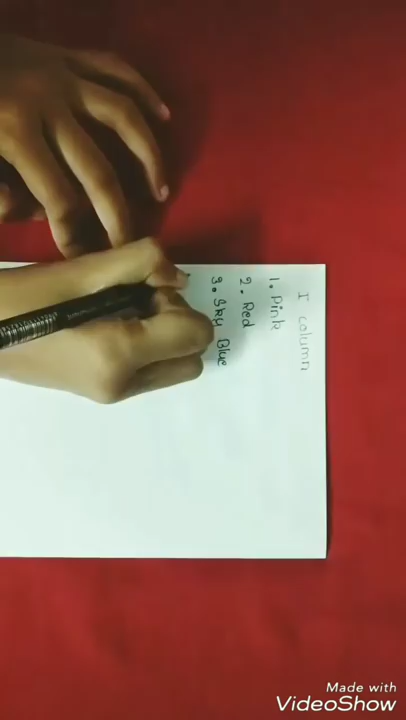 I column
1. Pink
2. Red
3. Sky Blue
Made with
VideoShow